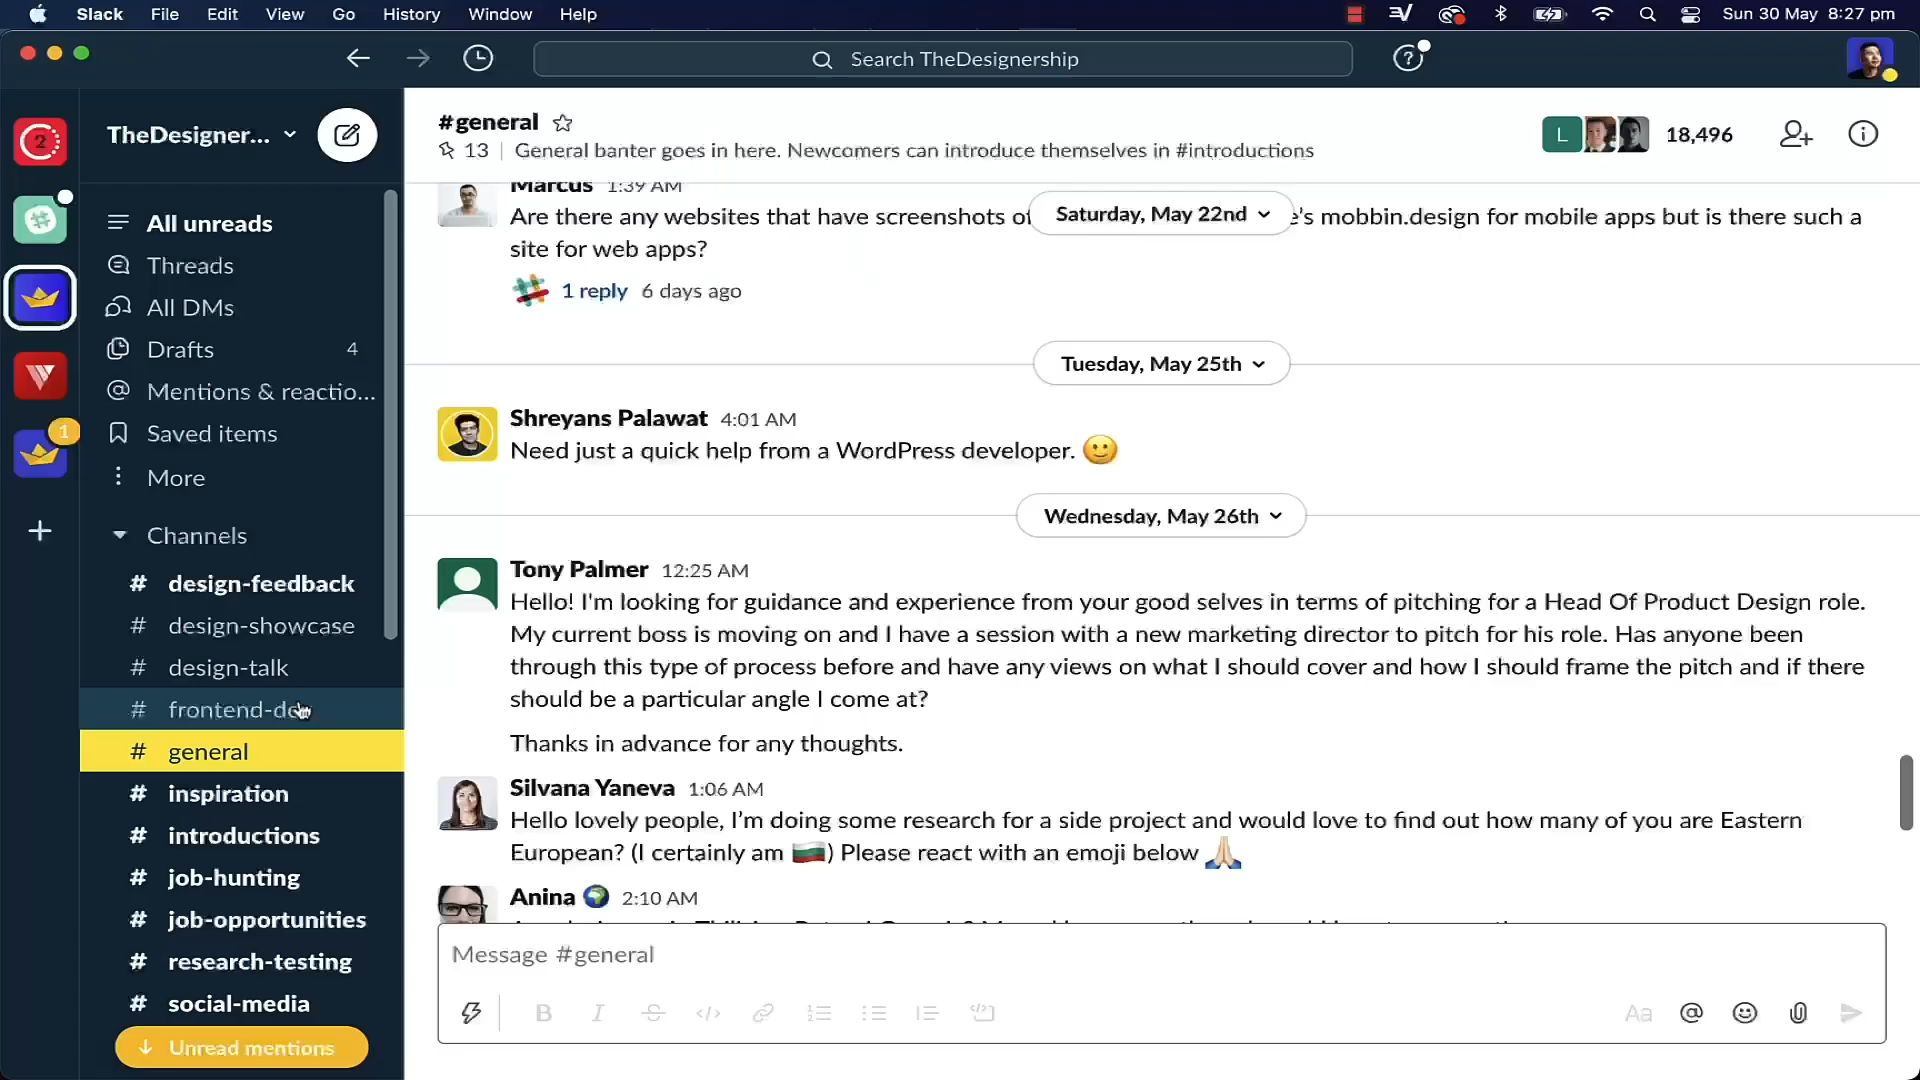 Slack File Edit View Go History Window Help Sun 30 May 8:27 pm
Search TheDesignership
TheDesigner...
2
1
All unreads
Threads
All DMs
Drafts 4
Mentions & reactio...
Saved items
More
Channels
# design-feedback
# design-showcase
# design-talk
# frontend-de
# general
# inspiration
# introductions
# job-hunting
# job-opportunities
# research-testing
# social-media
Unread mentions
#general
13 | General banter goes in here. Newcomers can introduce themselves in #introductions
L 18,496
Marcus 1:39 AM
Saturday, May 22nd
Are there any websites that have screenshots of e's mobbin.design for mobile apps but is there such a
site for web apps?
1 reply 6 days ago
Tuesday, May 25th
Shreyans Palawat 4:01 AM
Need just a quick help from a WordPress developer. 🙂
Wednesday, May 26th
Tony Palmer 12:25 AM
Hello! I'm looking for guidance and experience from your good selves in terms of pitching for a Head Of Product Design role.
My current boss is moving on and I have a session with a new marketing director to pitch for his role. Has anyone been
through this type of process before and have any views on what I should cover and how I should frame the pitch and if there
should be a particular angle I come at?
Thanks in advance for any thoughts.
Silvana Yaneva 1:06 AM
Hello lovely people, I'm doing some research for a side project and would love to find out how many of you are Eastern
European? (I certainly am 🇧🇬) Please react with an emoji below 🙏🏼
Anina 🌍 2:10 AM
Message #general
B I S </> Aa @